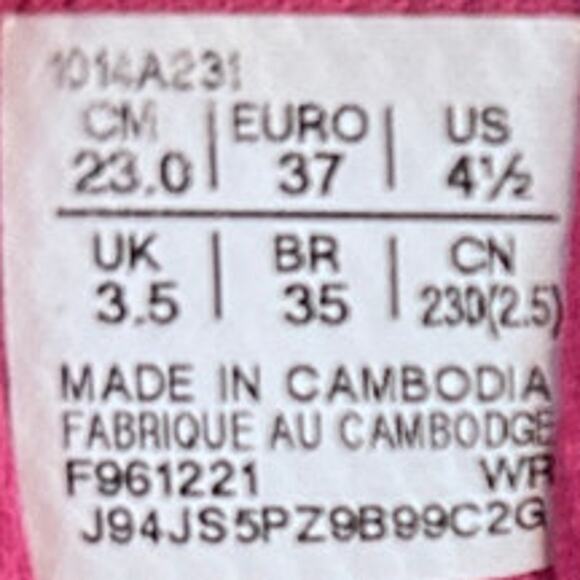 1014A231
CM | EURO | US
23.0 | 37 | 4½
UK | BR | CN
3.5 | 35 | 230(2.5)
MADE IN CAMBODIA
FABRIQUE AU CAMBODGE
F961221 WR
J94JS5PZ9B99C2G